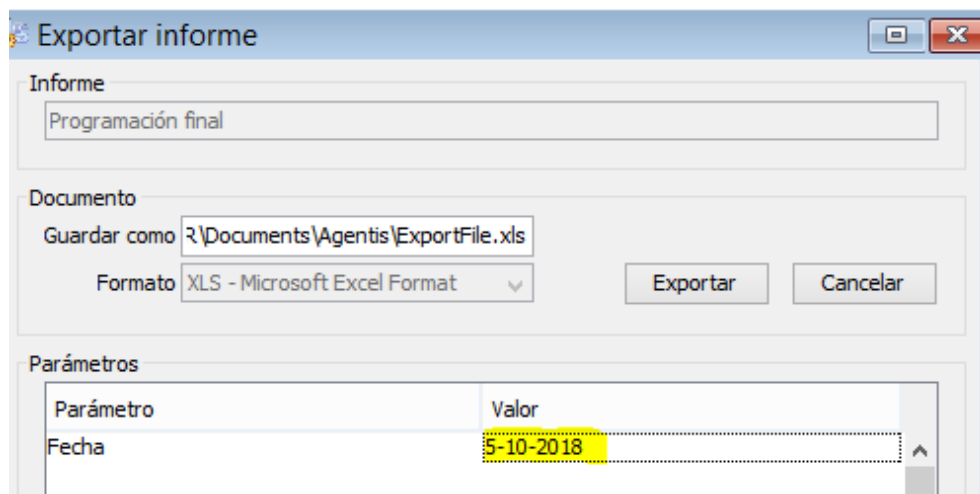 Exportar informe
Informe
Programación final
Documento
Guardar como R\Documents\Agentis\ExportFile.xls
Formato XLS - Microsoft Excel Format Exportar Cancelar
Parámetros
Parámetro Valor
Fecha 5-10-2018